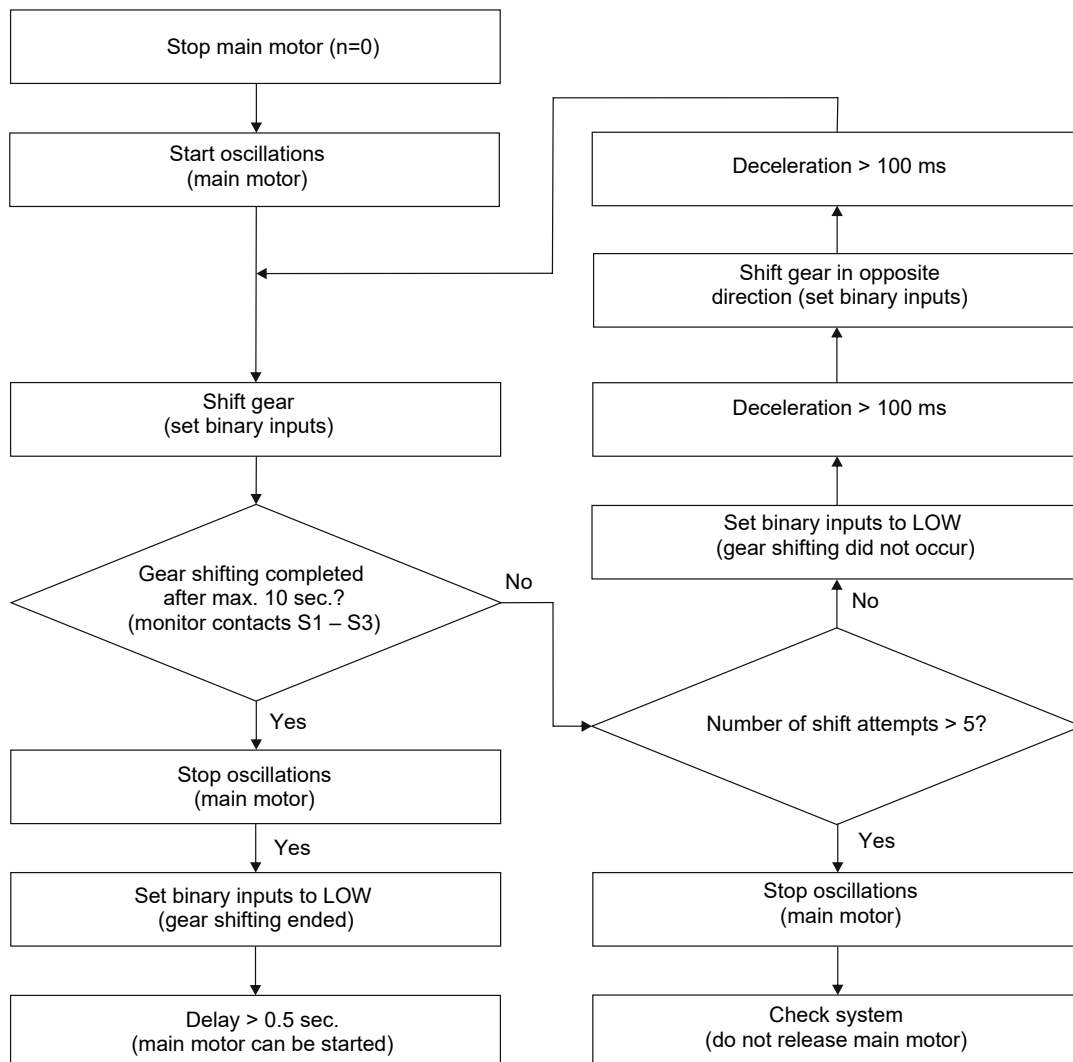 Stop main motor (n=0)
Start oscillations
(main motor)
Shift gear
(set binary inputs)
Gear shifting completed
after max. 10 sec.?
(monitor contacts S1 – S3)
No
Yes
Stop oscillations
(main motor)
Yes
Set binary inputs to LOW
(gear shifting ended)
Delay > 0.5 sec.
(main motor can be started)
Deceleration > 100 ms
Shift gear in opposite
direction (set binary inputs)
Deceleration > 100 ms
Set binary inputs to LOW
(gear shifting did not occur)
No
Number of shift attempts > 5?
Yes
Stop oscillations
(main motor)
Check system
(do not release main motor)